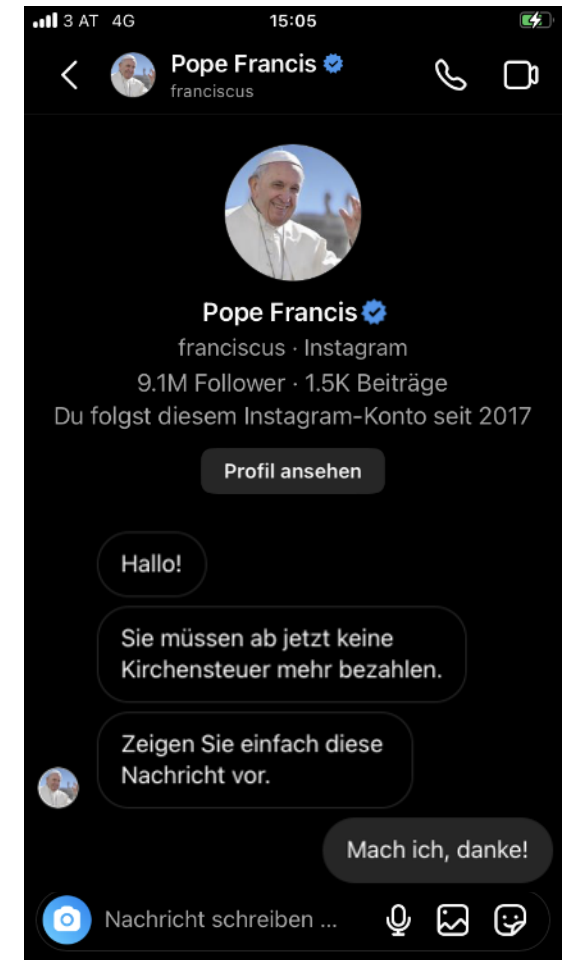 3 AT 4G 15:05
Pope Francis
franciscus
Pope Francis
franciscus · Instagram
9.1M Follower · 1.5K Beiträge
Du folgst diesem Instagram-Konto seit 2017
Profil ansehen
Hallo!
Sie müssen ab jetzt keine
Kirchensteuer mehr bezahlen.
Zeigen Sie einfach diese
Nachricht vor.
Mach ich, danke!
Nachricht schreiben ...